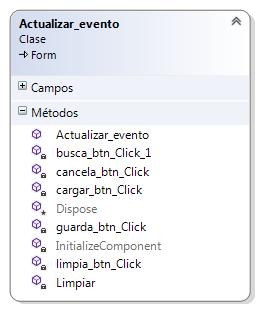 Actualizar_evento
Clase
Form
Campos
Métodos
Actualizar_evento
busca_btn_Click_1
cancela_btn_Click
cargar_btn_Click
Dispose
guarda_btn_Click
InitializeComponent
limpia_btn_Click
Limpiar